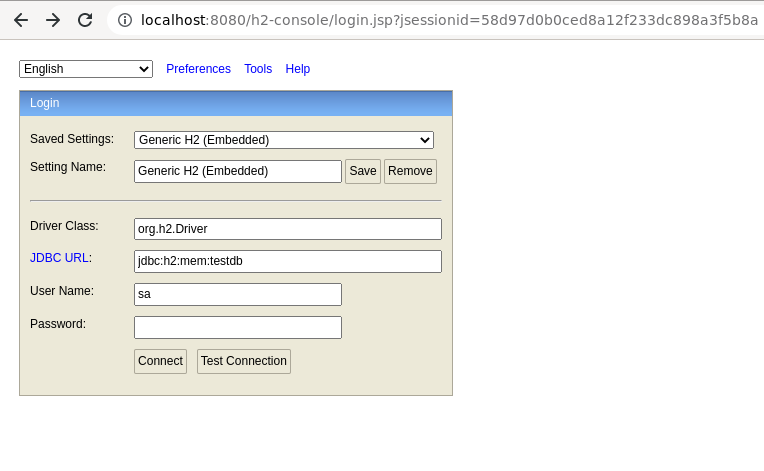 localhost:8080/h2-console/login.jsp?jsessionid=58d97d0b0ced8a12f233dc898a3f5b8a
English Preferences Tools Help
Login
Saved Settings: Generic H2 (Embedded)
Setting Name: Generic H2 (Embedded) Save Remove
Driver Class: org.h2.Driver
JDBC URL: jdbc:h2:mem:testdb
User Name: sa
Password:
Connect Test Connection